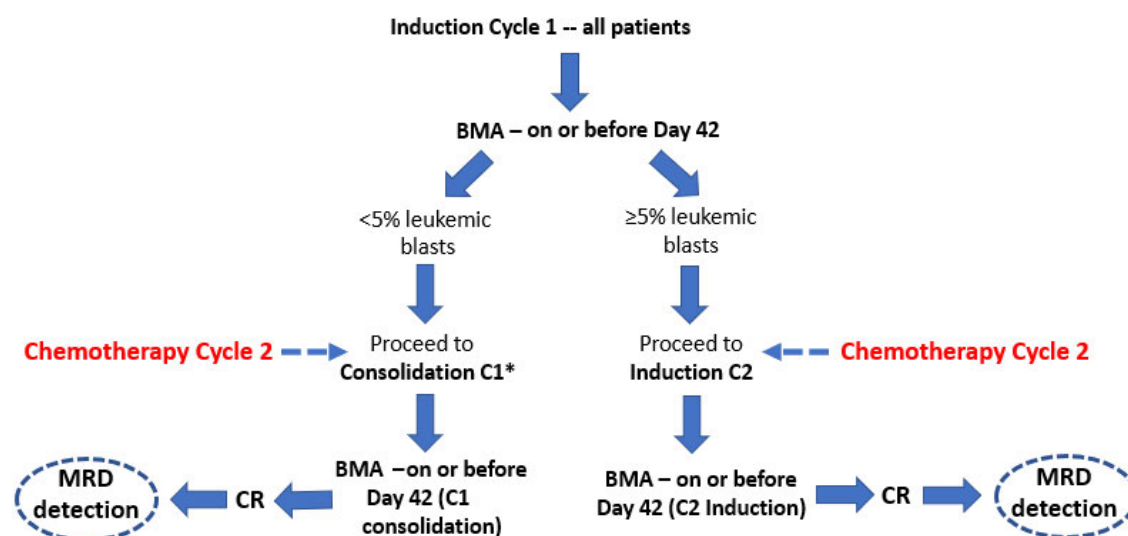 Induction Cycle 1 -- all patients
BMA – on or before Day 42
<5% leukemic
blasts
≥5% leukemic
blasts
Chemotherapy Cycle 2
Proceed to
Consolidation C1*
Proceed to
Induction C2
Chemotherapy Cycle 2
MRD
detection
CR
BMA –on or before
Day 42 (C1
consolidation)
BMA – on or before
Day 42 (C2 Induction)
CR
MRD
detection